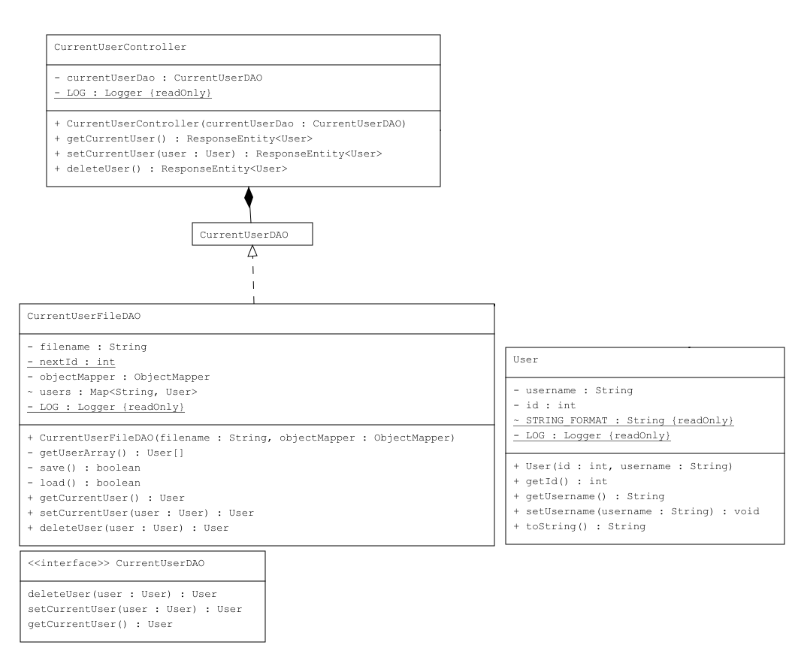 CurrentUserController
- currentUserDao : CurrentUserDAO
- LOG : Logger {readOnly}
+ CurrentUserController(currentUserDao : CurrentUserDAO)
+ getCurrentUser() : ResponseEntity<User>
+ setCurrentUser(user : User) : ResponseEntity<User>
+ deleteUser() : ResponseEntity<User>
CurrentUserDAO
CurrentUserFileDAO
- filename : String
- nextId : int
- objectMapper : ObjectMapper
~ users : Map<String, User>
- LOG : Logger {readOnly}
+ CurrentUserFileDAO(filename : String, objectMapper : ObjectMapper)
- getUserArray() : User[]
- save() : boolean
- load() : boolean
+ getCurrentUser() : User
+ setCurrentUser(user : User) : User
+ deleteUser(user : User) : User
User
- username : String
- id : int
~ STRING_FORMAT : String {readOnly}
- LOG : Logger {readOnly}
+ User(id : int, username : String)
+ getId() : int
+ getUsername() : String
+ setUsername(username : String) : void
+ toString() : String
<<interface>> CurrentUserDAO
deleteUser(user : User) : User
setCurrentUser(user : User) : User
getCurrentUser() : User